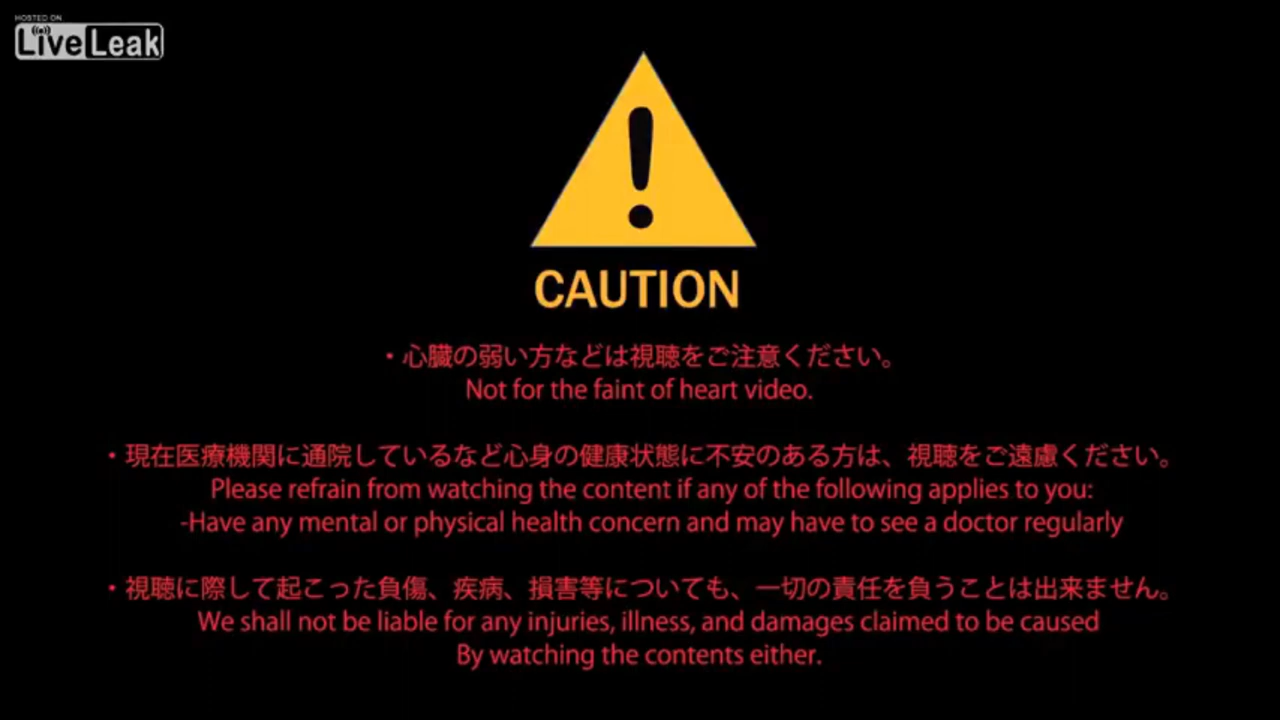 HOSTED ON
LiveLeak
CAUTION
・心臓の弱い方などは視聴をご注意ください。
Not for the faint of heart video.
・現在医療機関に通院しているなど心身の健康状態に不安のある方は、視聴をご遠慮ください。
Please refrain from watching the content if any of the following applies to you:
-Have any mental or physical health concern and may have to see a doctor regularly
・視聴に際して起こった負傷、疾病、損害等についても、一切の責任を負うことは出来ません。
We shall not be liable for any injuries, illness, and damages claimed to be caused
By watching the contents either.